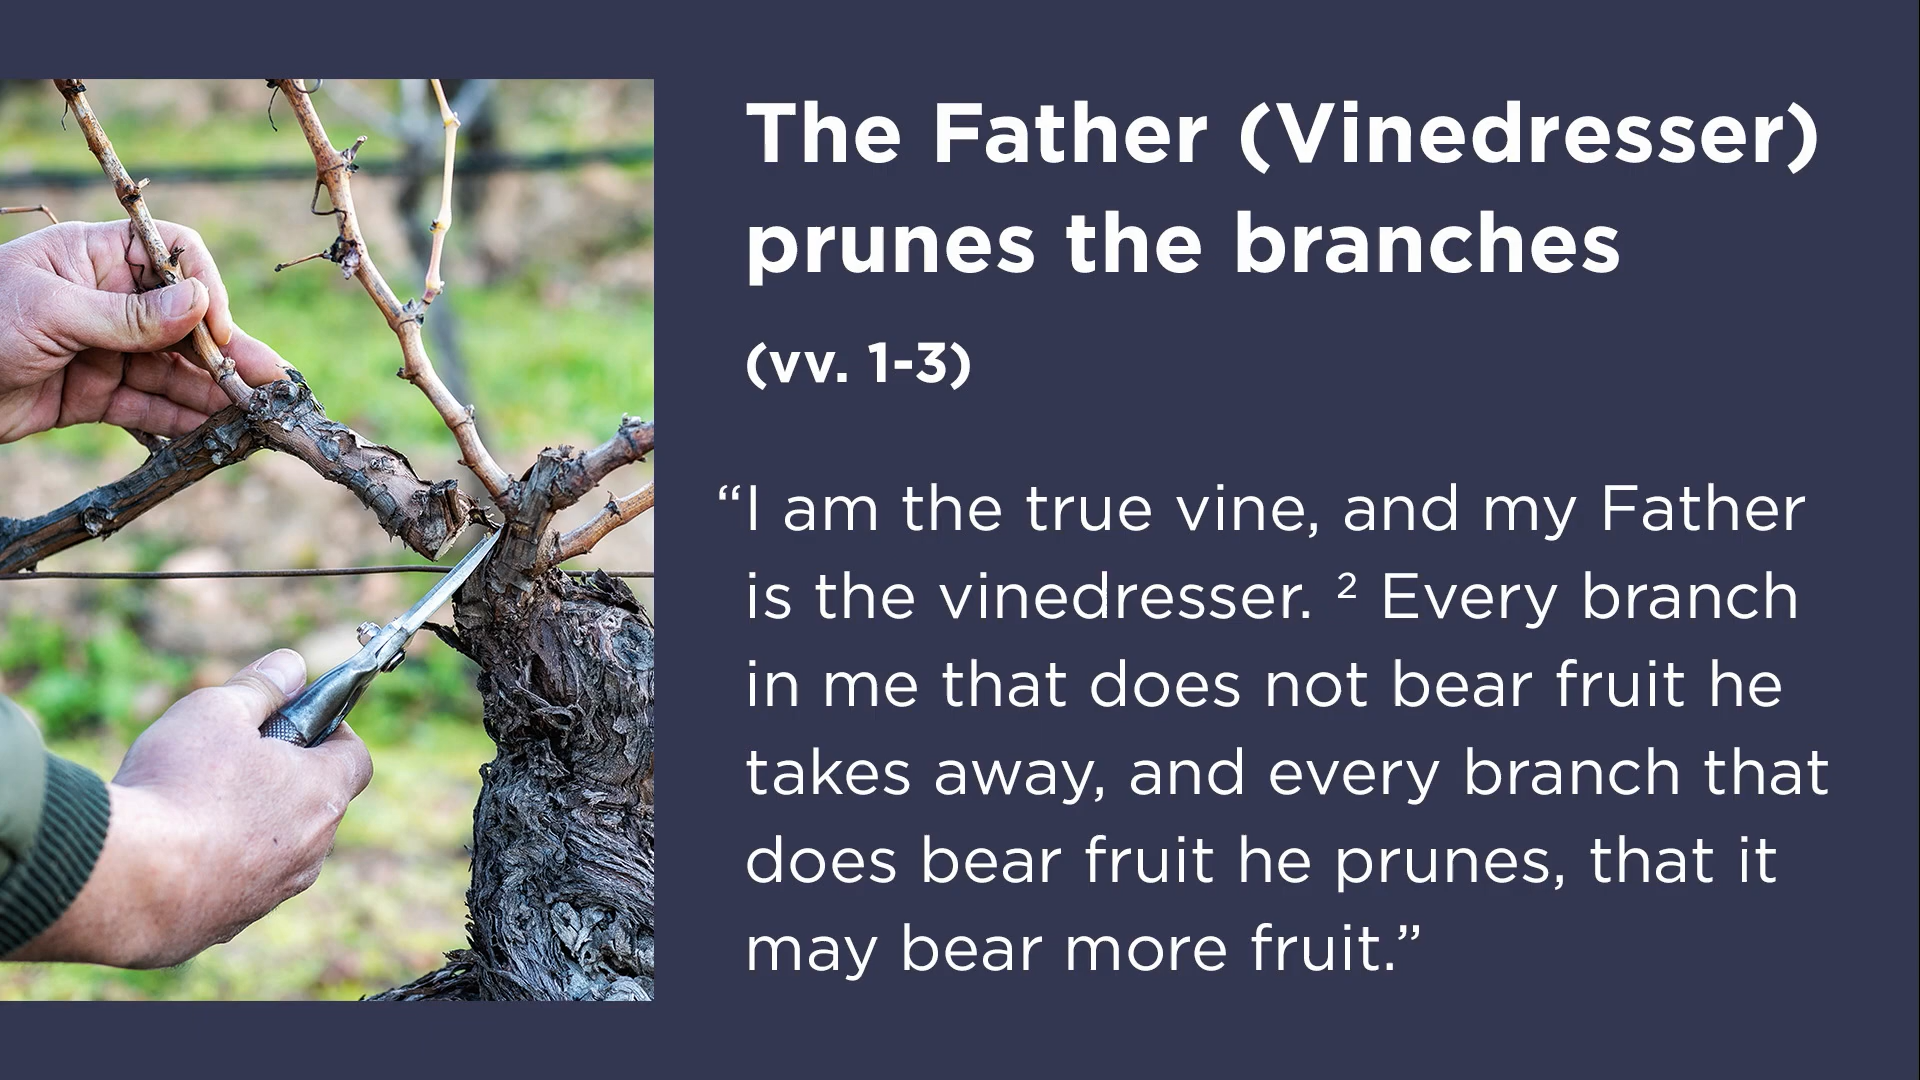 The Father (Vinedresser)
prunes the branches
(vv. 1-3)
“I am the true vine, and my Father
is the vinedresser. ² Every branch
in me that does not bear fruit he
takes away, and every branch that
does bear fruit he prunes, that it
may bear more fruit.”